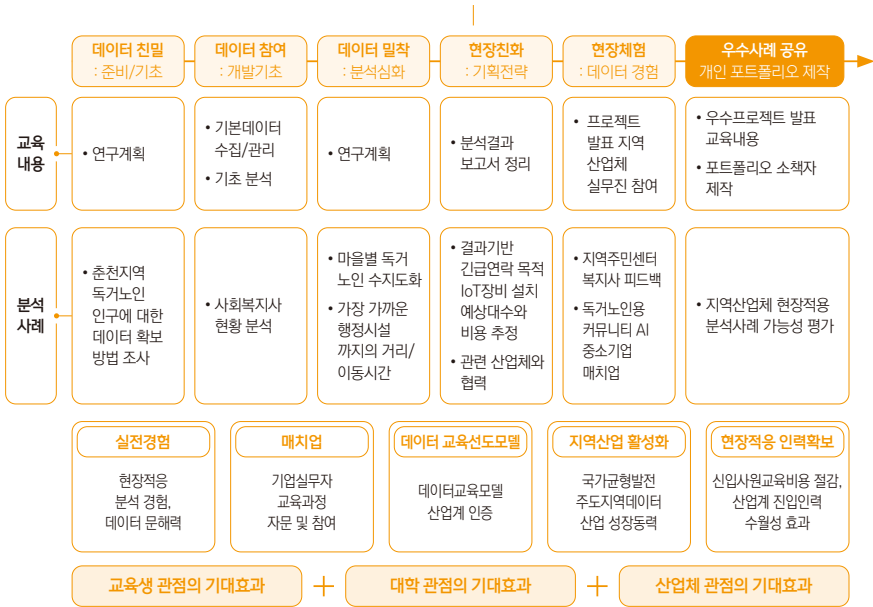 데이터 친밀
: 준비/기초
데이터 참여
: 개발기초
데이터 밀착
: 분석심화
현장친화
: 기획전략
현장체험
: 데이터 경험
우수사례 공유
개인 포트폴리오 제작
교육
내용
• 연구계획
• 기본데이터
수집/관리
• 기초 분석
• 연구계획
• 분석결과
보고서 정리
• 프로젝트
발표 지역
산업체
실무진 참여
• 우수프로젝트 발표
교육내용
• 포트폴리오 소책자
제작
분석
사례
• 춘천지역
독거노인
인구에 대한
데이터 확보
방법 조사
• 사회복지사
현황 분석
• 마을별 독거
노인 수지도화
• 가장 가까운
행정시설
까지의 거리/
이동시간
• 결과기반
긴급연락 목적
IoT장비 설치
예상대수와
비용 추정
• 관련 산업체와
협력
• 지역주민센터
복지사 피드백
• 독거노인용
커뮤니티 AI
중소기업
매치업
• 지역산업체 현장적용
분석사례 가능성 평가
실전경험
현장적응
분석 경험,
데이터 문해력
매치업
기업실무자
교육과정
자문 및 참여
데이터 교육선도모델
데이터교육모델
산업계 인증
지역산업 활성화
국가균형발전
주도지역데이터
산업 성장동력
현장적응 인력확보
신입사원교육비용 절감,
산업계 진입인력
수월성 효과
교육생 관점의 기대효과
+
대학 관점의 기대효과
+
산업체 관점의 기대효과